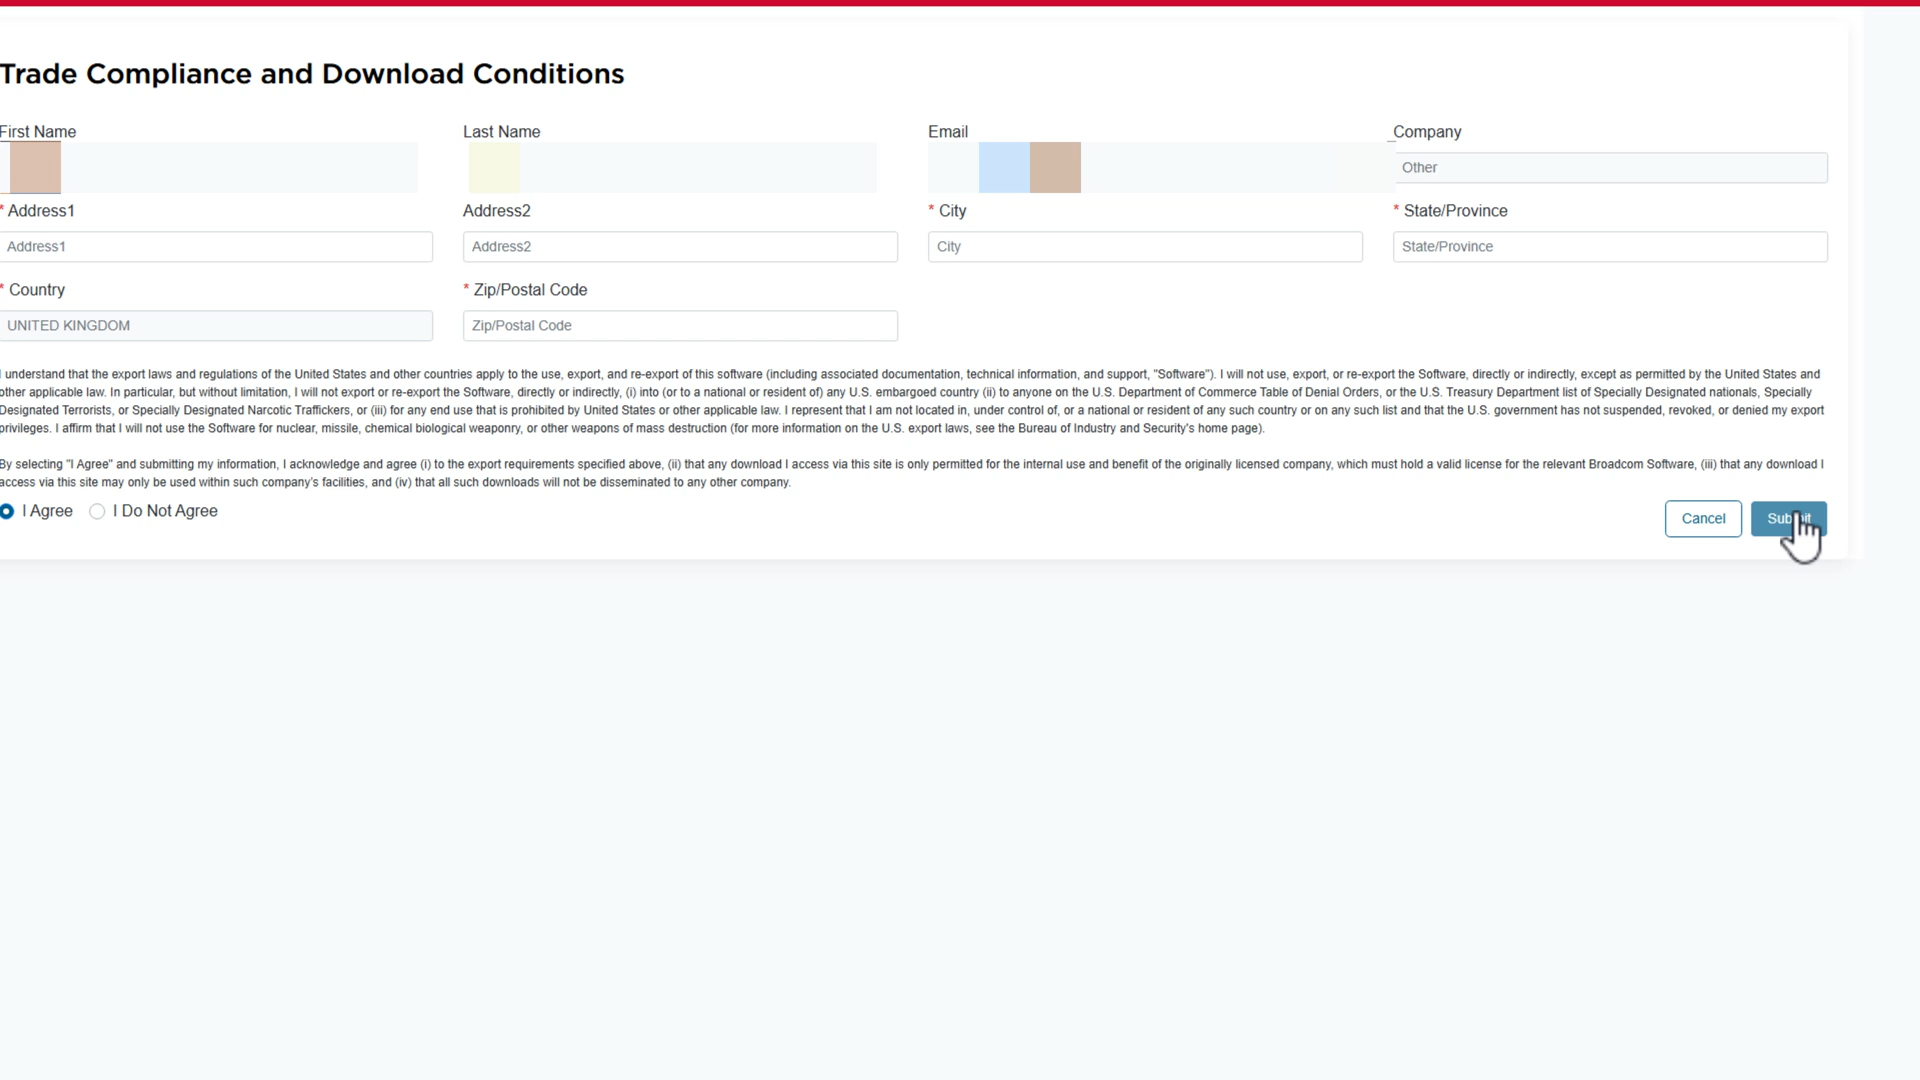 Trade Compliance and Download Conditions
First Name Last Name Email Company
Other
* Address1 Address2 * City * State/Province
Address1 Address2 City State/Province
* Country * Zip/Postal Code
UNITED KINGDOM Zip/Postal Code
I understand that the export laws and regulations of the United States and other countries apply to the use, export, and re-export of this software (including associated documentation, technical information, and support, "Software"). I will not use, export, or re-export the Software, directly or indirectly, except as permitted by the United States and
other applicable law. In particular, but without limitation, I will not export or re-export the Software, directly or indirectly, (i) into (or to a national or resident of) any U.S. embargoed country (ii) to anyone on the U.S. Department of Commerce Table of Denial Orders, or the U.S. Treasury Department list of Specially Designated nationals, Specially
Designated Terrorists, or Specially Designated Narcotic Traffickers, or (iii) for any end use that is prohibited by United States or other applicable law. I represent that I am not located in, under control of, or a national or resident of any such country or on any such list and that the U.S. government has not suspended, revoked, or denied my export
privileges. I affirm that I will not use the Software for nuclear, missile, chemical biological weaponry, or other weapons of mass destruction (for more information on the U.S. export laws, see the Bureau of Industry and Security's home page).
By selecting "I Agree" and submitting my information, I acknowledge and agree (i) to the export requirements specified above, (ii) that any download I access via this site is only permitted for the internal use and benefit of the originally licensed company, which must hold a valid license for the relevant Broadcom Software, (iii) that any download I
access via this site may only be used within such company's facilities, and (iv) that all such downloads will not be disseminated to any other company.
I Agree I Do Not Agree
Cancel Submit